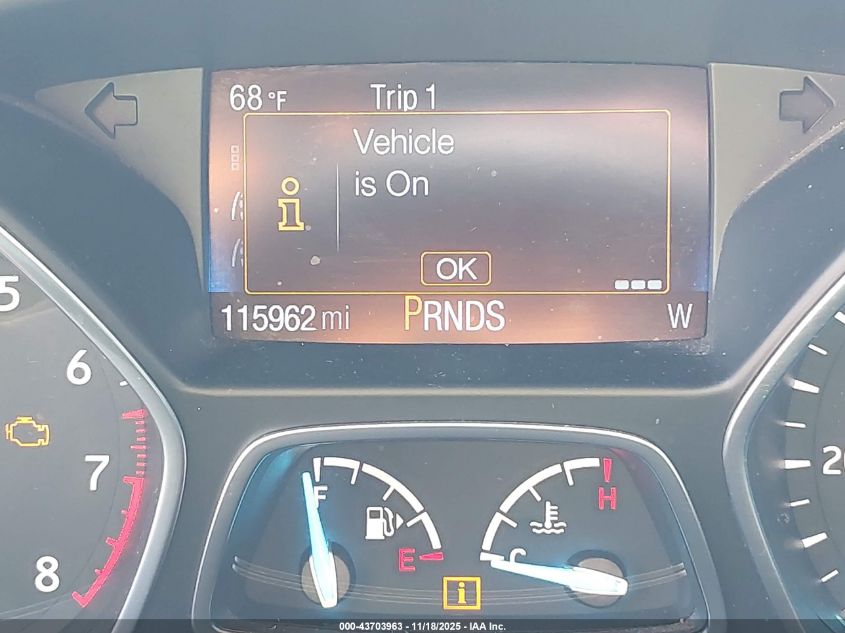 68 °F Trip 1
Vehicle
is On
i
OK
115962 mi PRNDS W
5
6
7
8
20
F
E
C
H
i
000-43703963 - 11/18/2025 - IAA Inc.